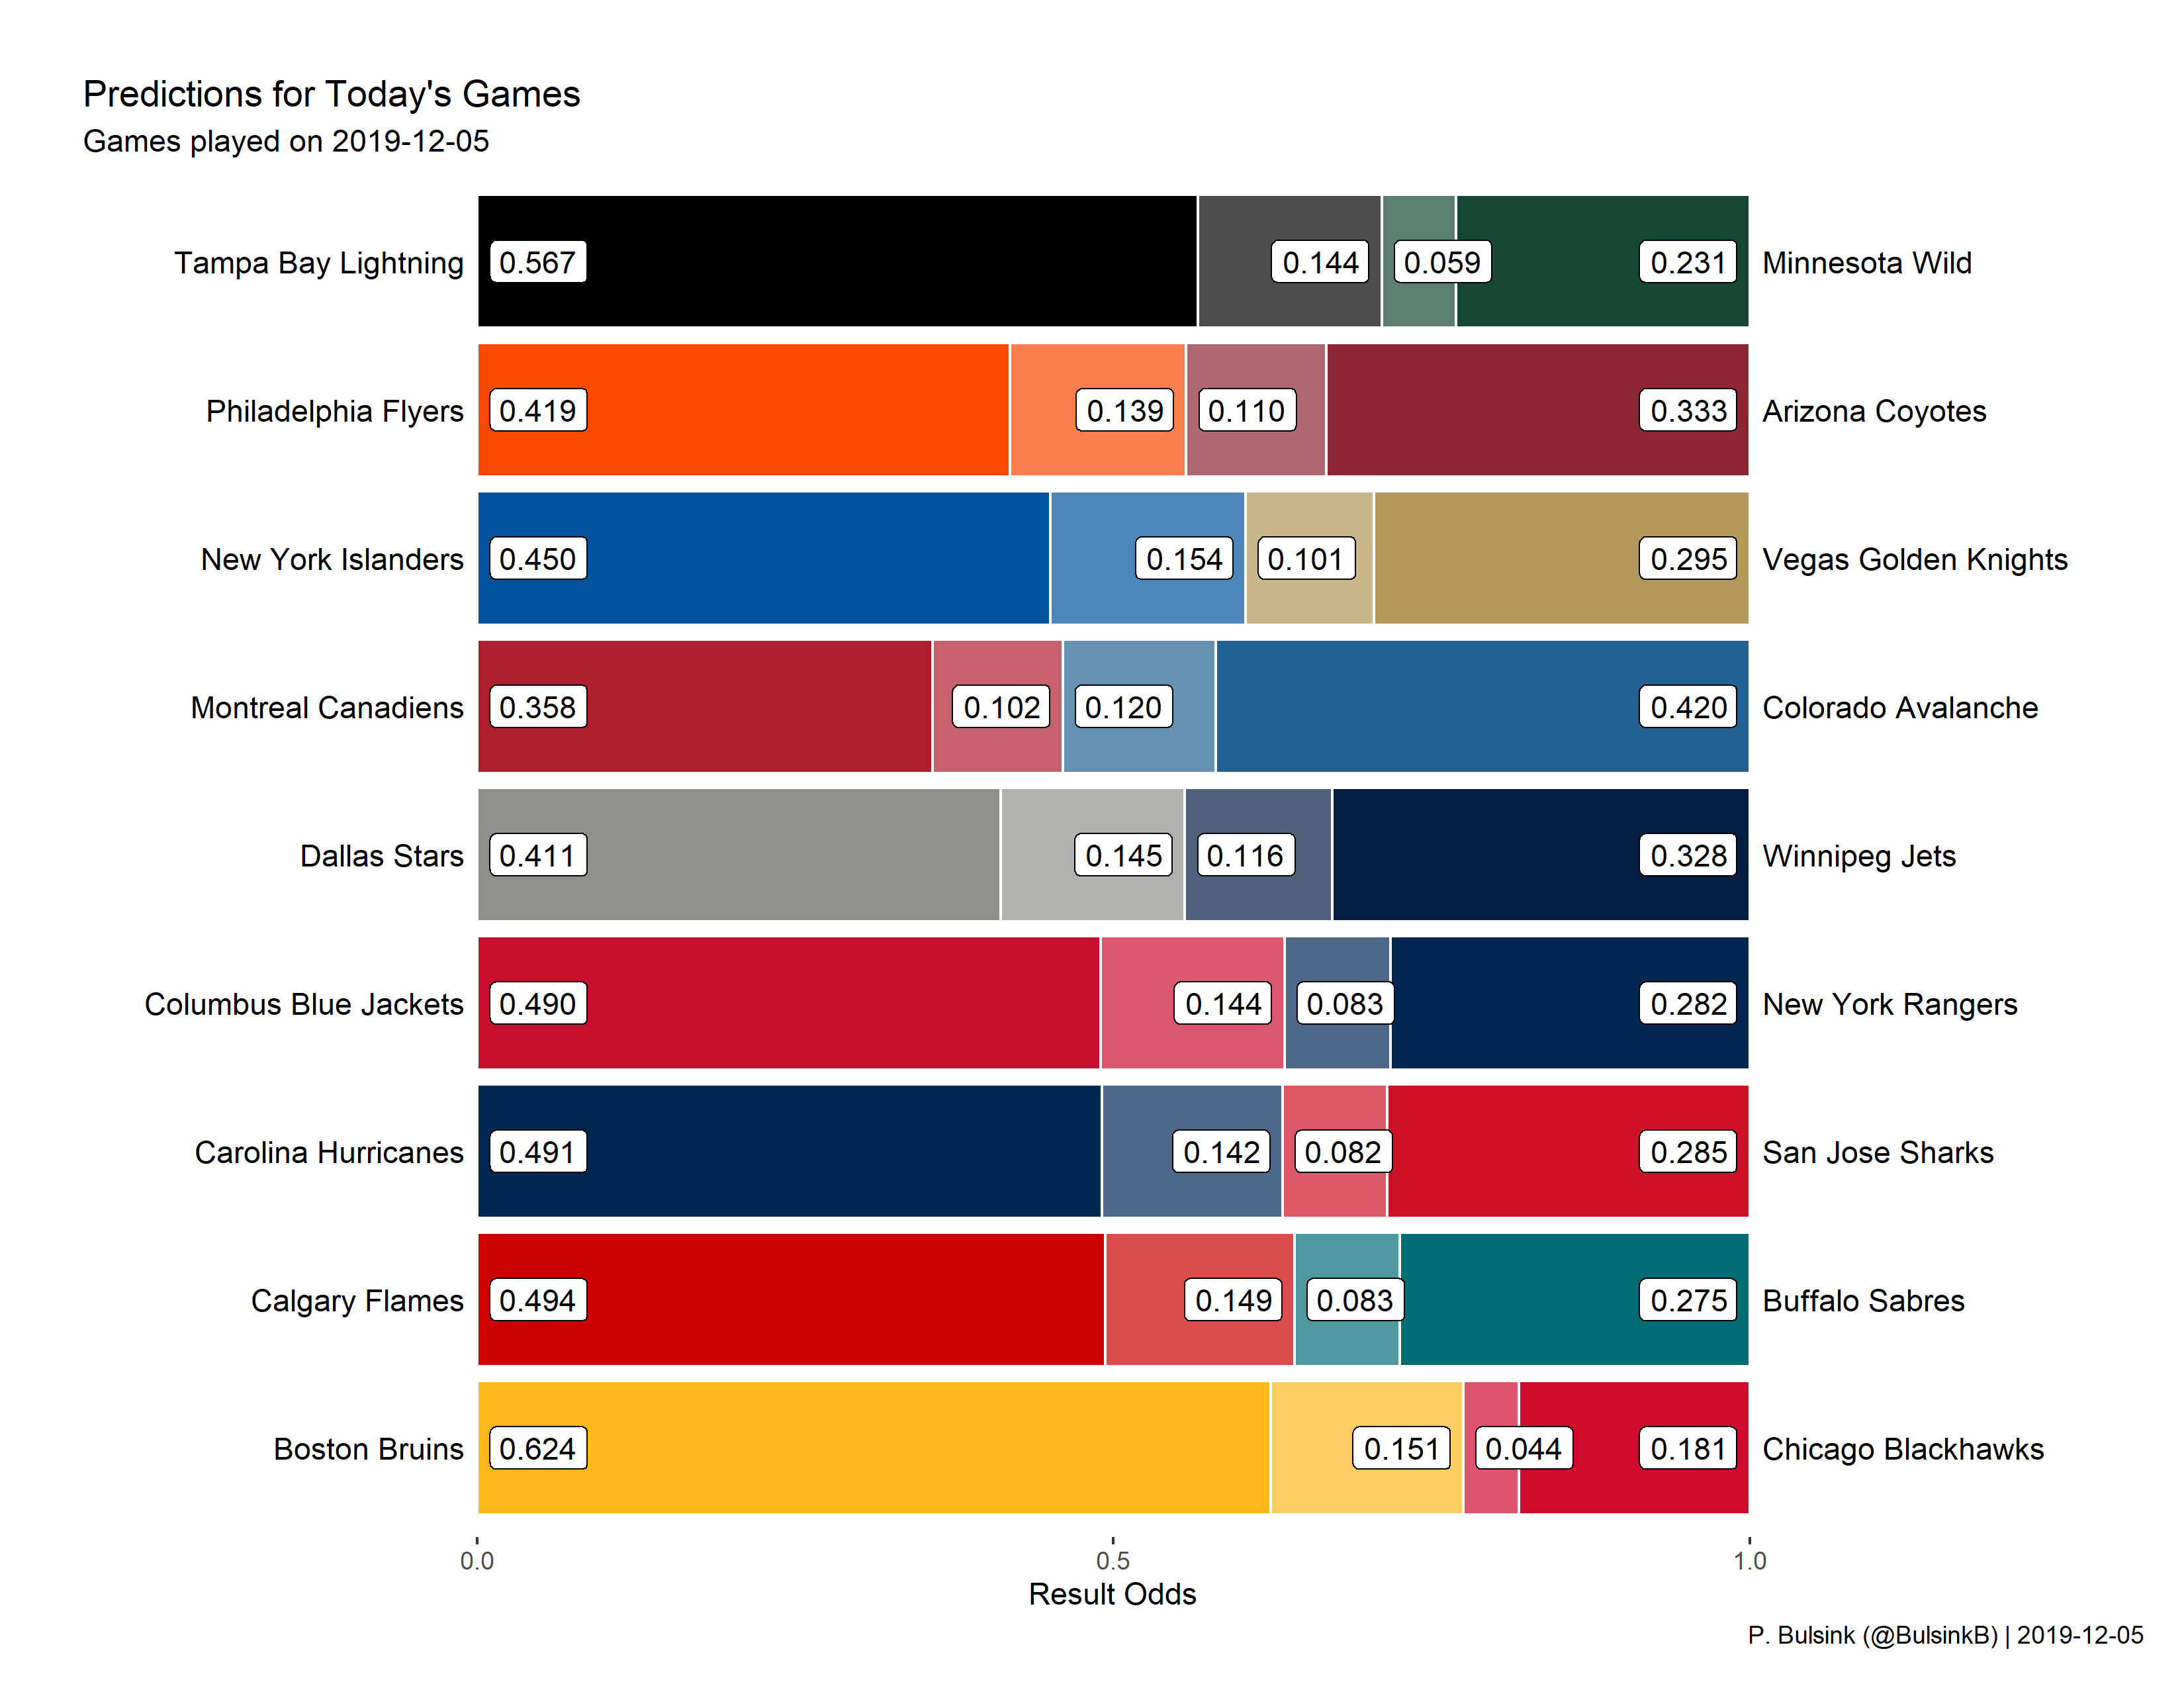 Predictions for Today's Games
Games played on 2019-12-05
Tampa Bay Lightning 0.567 0.144 0.059 0.231 Minnesota Wild
Philadelphia Flyers 0.419 0.139 0.110 0.333 Arizona Coyotes
New York Islanders 0.450 0.154 0.101 0.295 Vegas Golden Knights
Montreal Canadiens 0.358 0.102 0.120 0.420 Colorado Avalanche
Dallas Stars 0.411 0.145 0.116 0.328 Winnipeg Jets
Columbus Blue Jackets 0.490 0.144 0.083 0.282 New York Rangers
Carolina Hurricanes 0.491 0.142 0.082 0.285 San Jose Sharks
Calgary Flames 0.494 0.149 0.083 0.275 Buffalo Sabres
Boston Bruins 0.624 0.151 0.044 0.181 Chicago Blackhawks
0.0 0.5 1.0
Result Odds
P. Bulsink (@BulsinkB) | 2019-12-05